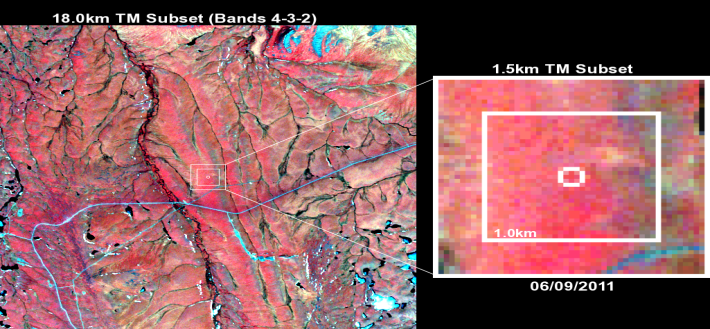 18.0km TM Subset (Bands 4-3-2)
1.5km TM Subset
1.0km
06/09/2011